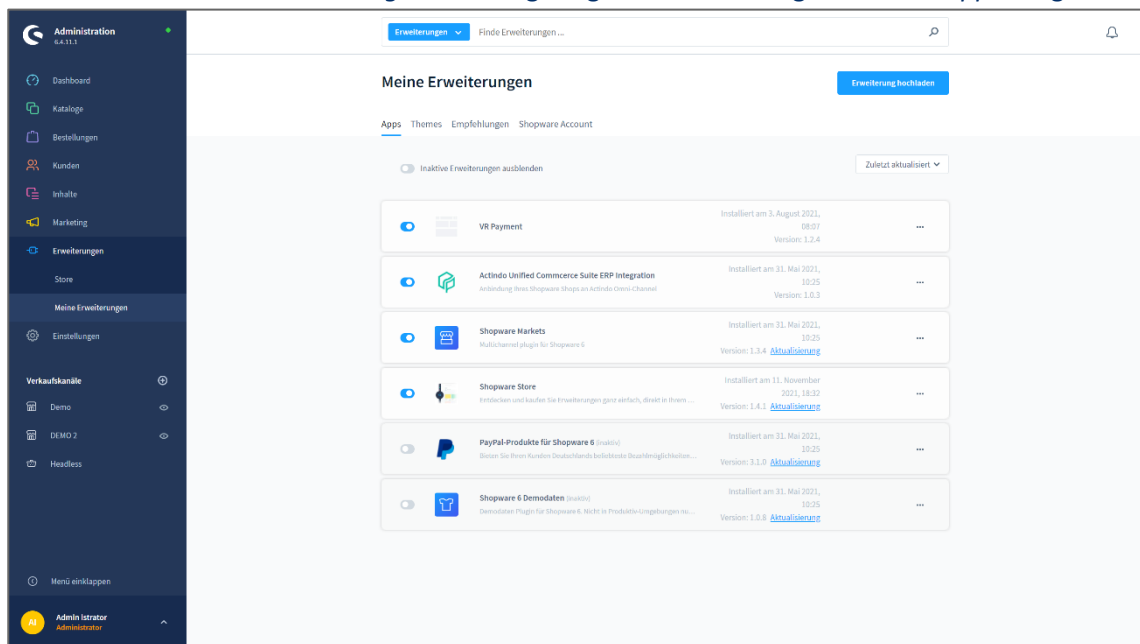 Administration
6.4.11.1
Erweiterungen
Finde Erweiterungen ...
Dashboard
Kataloge
Bestellungen
Kunden
Inhalte
Marketing
Erweiterungen
Store
Meine Erweiterungen
Einstellungen
Verkaufskanäle
Demo
DEMO 2
Headless
Menü einklappen
AI
Admin istrator
Administrator
Meine Erweiterungen
Erweiterung hochladen
Apps Themes Empfehlungen Shopware Account
Inaktive Erweiterungen ausblenden
Zuletzt aktualisiert
VR Payment
Installiert am 3. August 2021,
08:07
Version: 1.2.4
Actindo Unified Commcerce Suite ERP Integration
Anbindung Ihres Shopware Shops an Actindo Omni-Channel
Installiert am 31. Mai 2021,
10:25
Version: 1.0.3
Shopware Markets
Multichannel plugin für Shopware 6
Installiert am 31. Mai 2021,
10:25
Version: 1.3.4 Aktualisierung
Shopware Store
Entdecken und kaufen Sie Erweiterungen ganz einfach, direkt in Ihrem ...
Installiert am 11. November
2021, 18:32
Version: 1.4.1 Aktualisierung
PayPal-Produkte für Shopware 6 (inaktiv)
Bieten Sie Ihren Kunden Deutschlands beliebteste Bezahlmöglichkeiten...
Installiert am 31. Mai 2021,
10:25
Version: 3.1.0 Aktualisierung
Shopware 6 Demodaten (inaktiv)
Demodaten Plugin für Shopware 6. Nicht in Produktiv-Umgebungen nu...
Installiert am 31. Mai 2021,
10:25
Version: 1.0.8 Aktualisierung